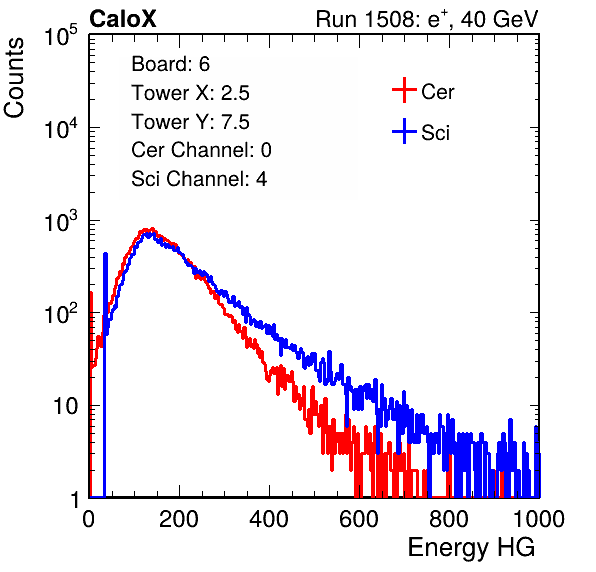 CaloX Run 1508: e⁺, 40 GeV
Counts
10⁵
10⁴
10³
10²
10
1
Board: 6
Tower X: 2.5
Tower Y: 7.5
Cer Channel: 0
Sci Channel: 4
Cer
Sci
0 200 400 600 800 1000
Energy HG